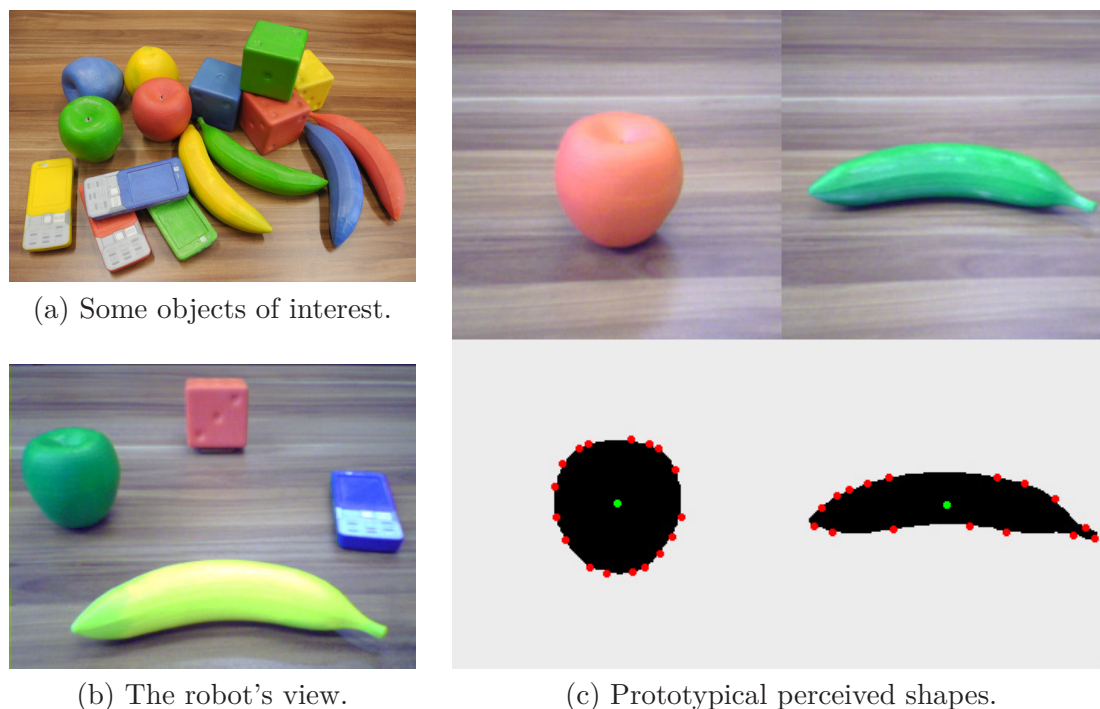 (a) Some objects of interest.
(b) The robot's view.
(c) Prototypical perceived shapes.